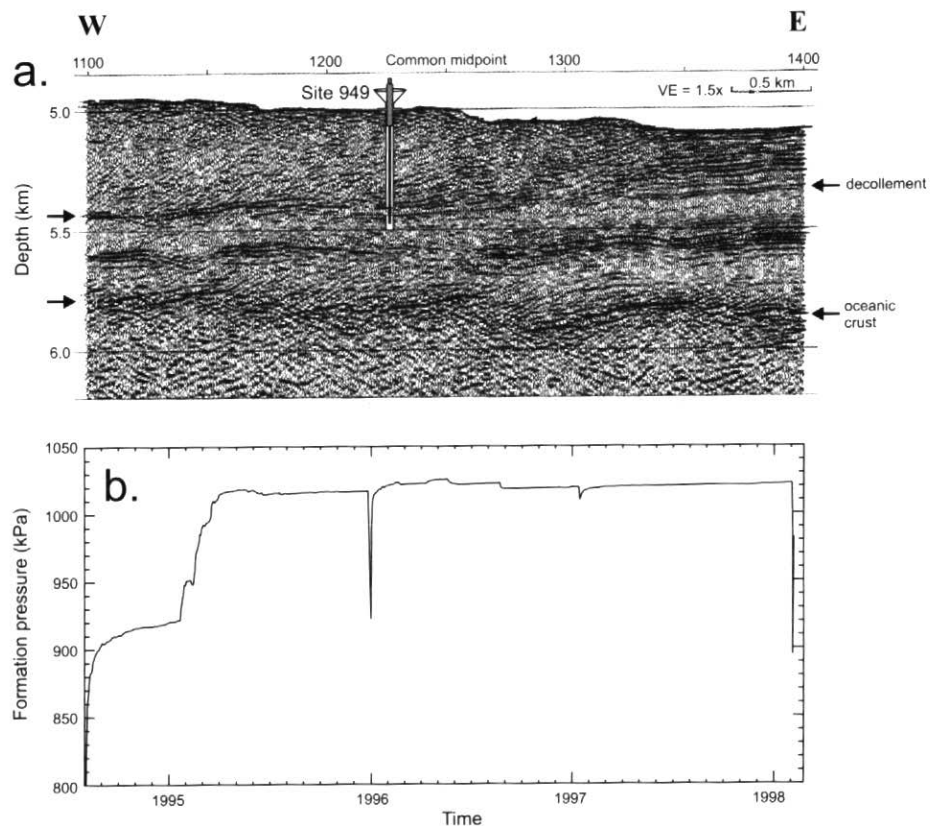 W
E
a.
1100
1200
Common midpoint
1300
1400
Site 949
VE = 1.5x
0.5 km
5.0
decollement
Depth (km)
5.5
oceanic
crust
6.0
1050
b.
1000
Formation pressure (kPa)
950
900
850
800
1995
1996
1997
1998
Time